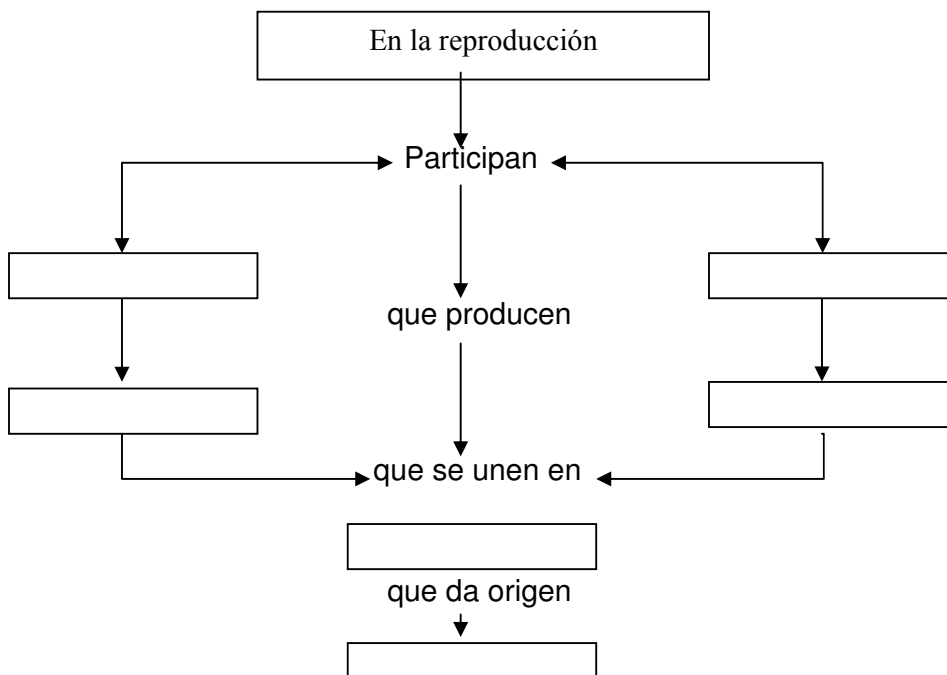 En la reproducción
Participan
que producen
que se unen en
que da origen